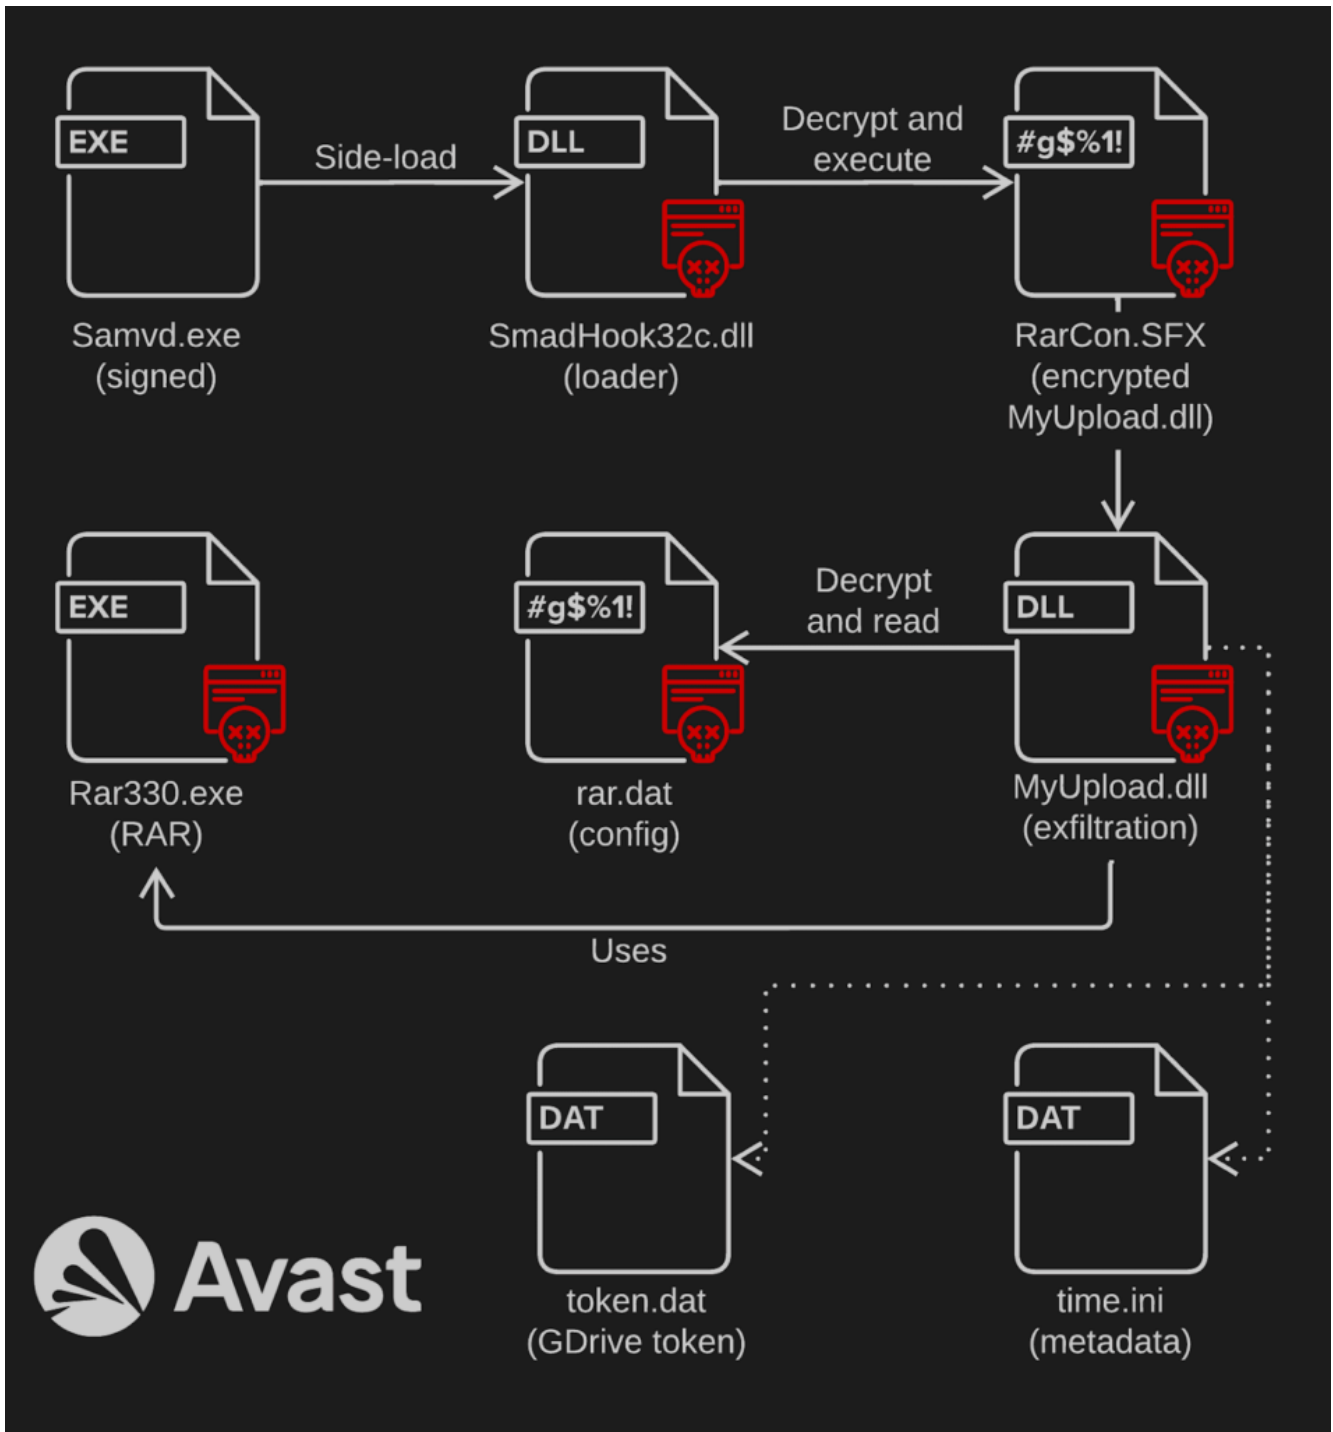 EXE
Side-load
DLL
Decrypt and
execute
#g$%1!
Samvd.exe
(signed)
SmadHook32c.dll
(loader)
RarCon.SFX
(encrypted
MyUpload.dll)
EXE
#g$%1!
Decrypt
and read
DLL
Rar330.exe
(RAR)
rar.dat
(config)
MyUpload.dll
(exfiltration)
Uses
DAT
DAT
Avast
token.dat
(GDrive token)
time.ini
(metadata)